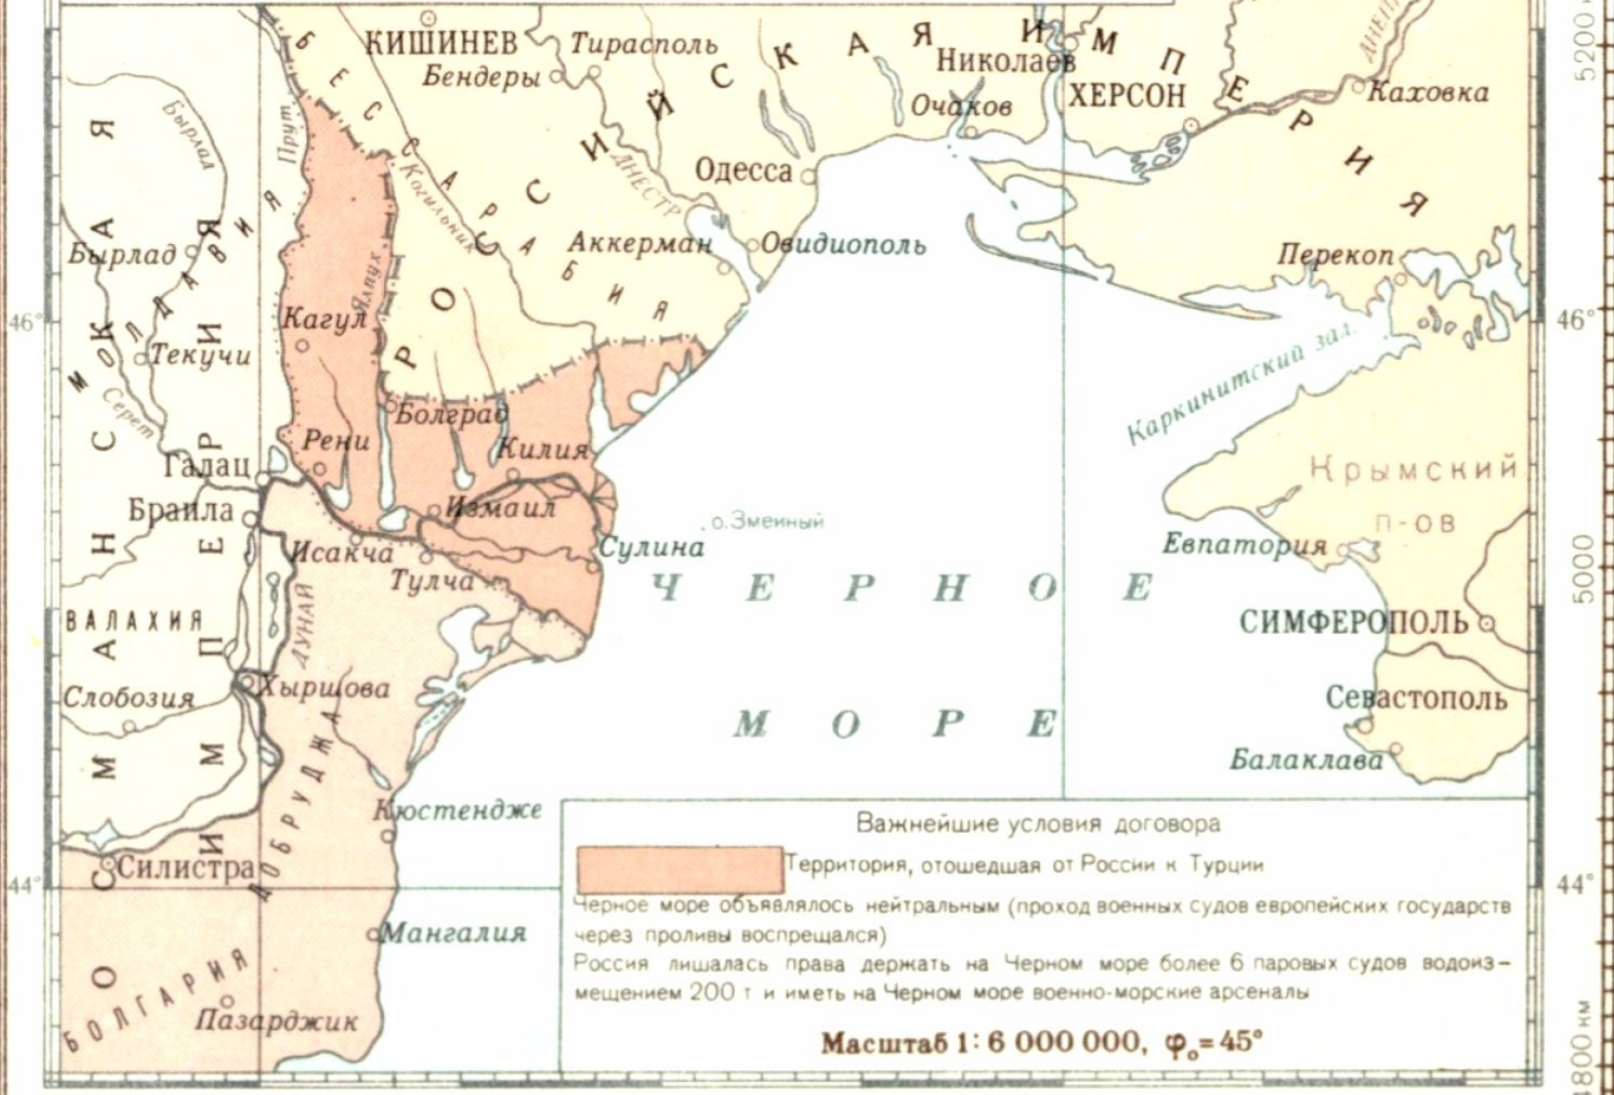 5200 к
БЕССАРАБИЯ
КИШИНЕВ
Тирасполь
Бендеры
РОССИЙСКАЯ ИМПЕРИЯ
Николаев
Очаков
ХЕРСОН
Каховка
ДНЕП
Бырлад
Прут
Когильник
ДНЕСТР
Одесса
Аккерман
Овидиополь
Перекоп
Бырлад
МОЛДАВИЯ
Ялпух
Кагул
46°
46°
Текучи
Серет
Каркинитский зал.
Болград
Рени
Килия
Галац
Крымский
п-ов
Браила
Измаил
о.Змеиный
Исакча
Сулина
Евпатория
Тулча
5000
ЧЕРНОЕ
МОРЕ
ДУНАЙ
ВАЛАХИЯ
СИМФЕРОПОЛЬ
Хыршова
Слобозия
Севастополь
ДОБРУДЖА
Балаклава
Кюстендже
ОСМАНСКАЯ
ИМПЕРИЯ
Силистра
44°
44°
Мангалия
БОЛГАРИЯ
Пазарджик
Важнейшие условия договора
Территория, отошедшая от России к Турции
Черное море объявлялось нейтральным (проход военных судов европейских государств
через проливы воспрещался)
Россия лишалась права держать на Черном море более 6 паровых судов водоиз-
мещением 200 т и иметь на Черном море военно-морские арсеналы
Масштаб 1:6 000 000, φ₀=45°
4800 км